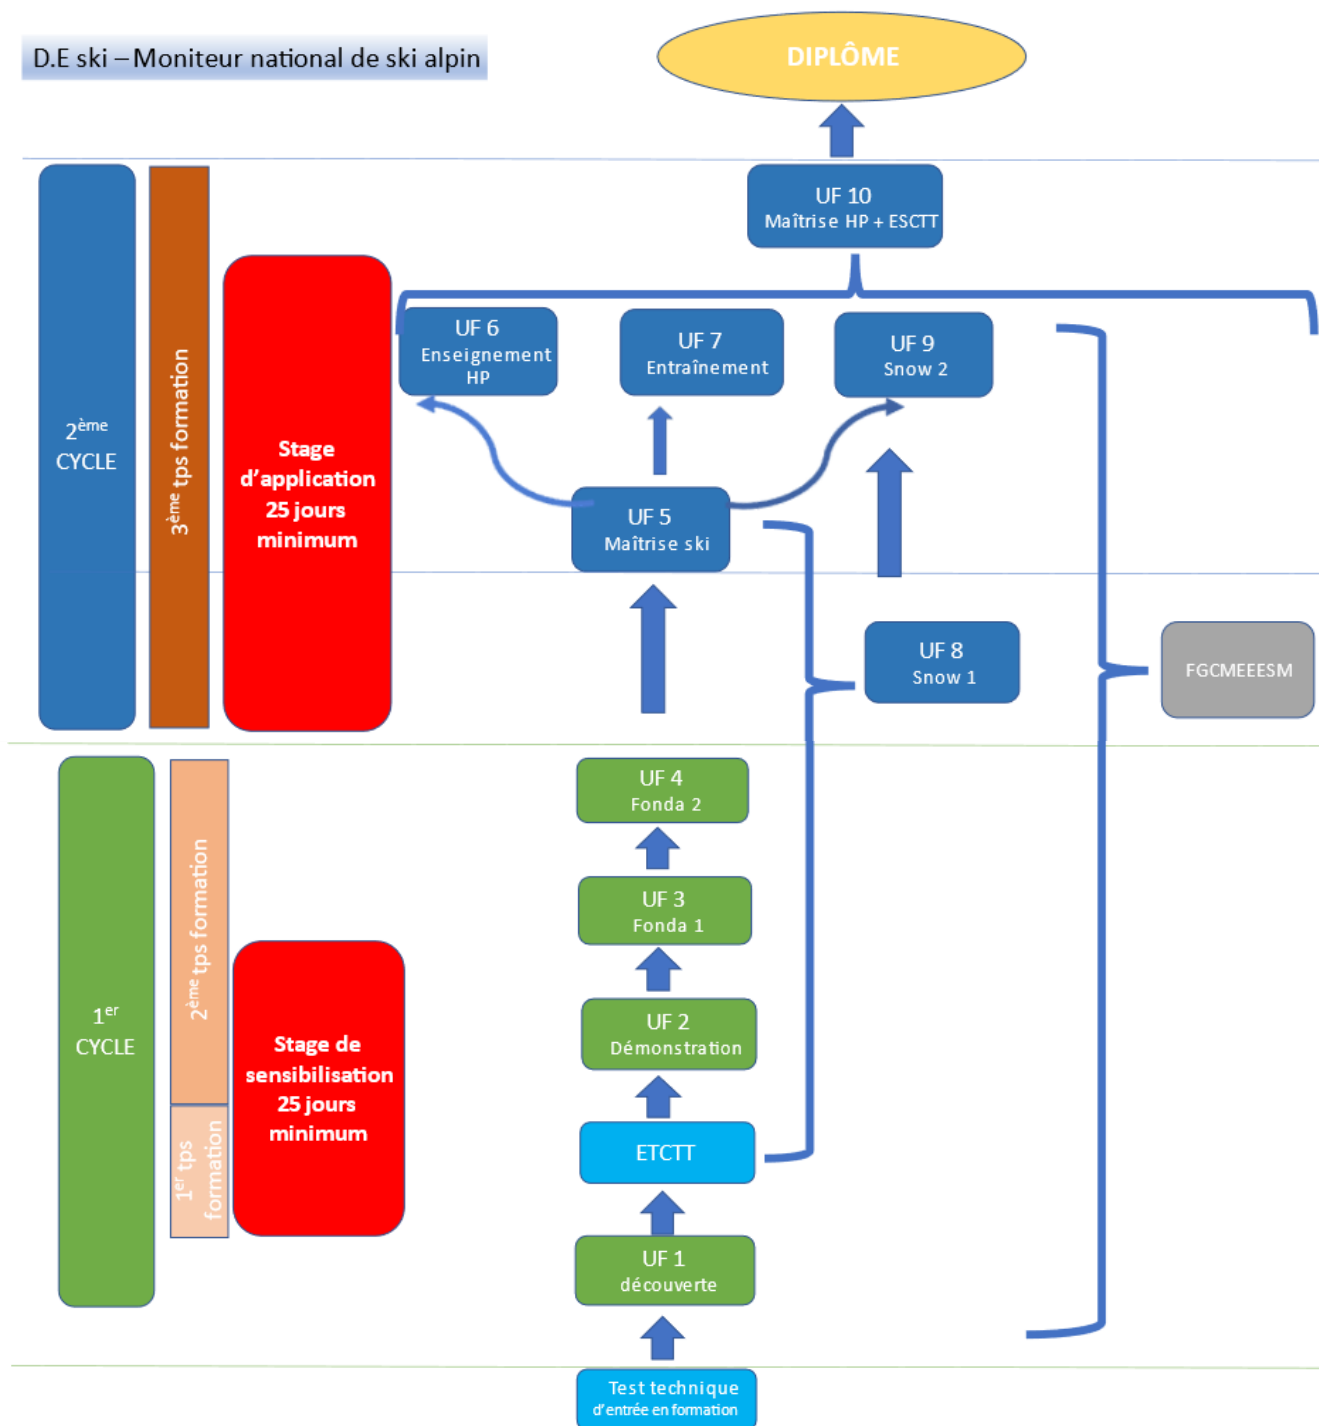 D.E ski – Moniteur national de ski alpin
DIPLÔME
UF 10
Maîtrise HP + ESCTT
2ème
CYCLE
3ème tps formation
Stage
d’application
25 jours
minimum
UF 6
Enseignement
HP
UF 7
Entraînement
UF 9
Snow 2
UF 5
Maîtrise ski
UF 8
Snow 1
FGCMEEESM
1er
CYCLE
2ème tps formation
1er tps
formation
Stage de
sensibilisation
25 jours
minimum
UF 4
Fonda 2
UF 3
Fonda 1
UF 2
Démonstration
ETCTT
UF 1
découverte
Test technique
d’entrée en formation